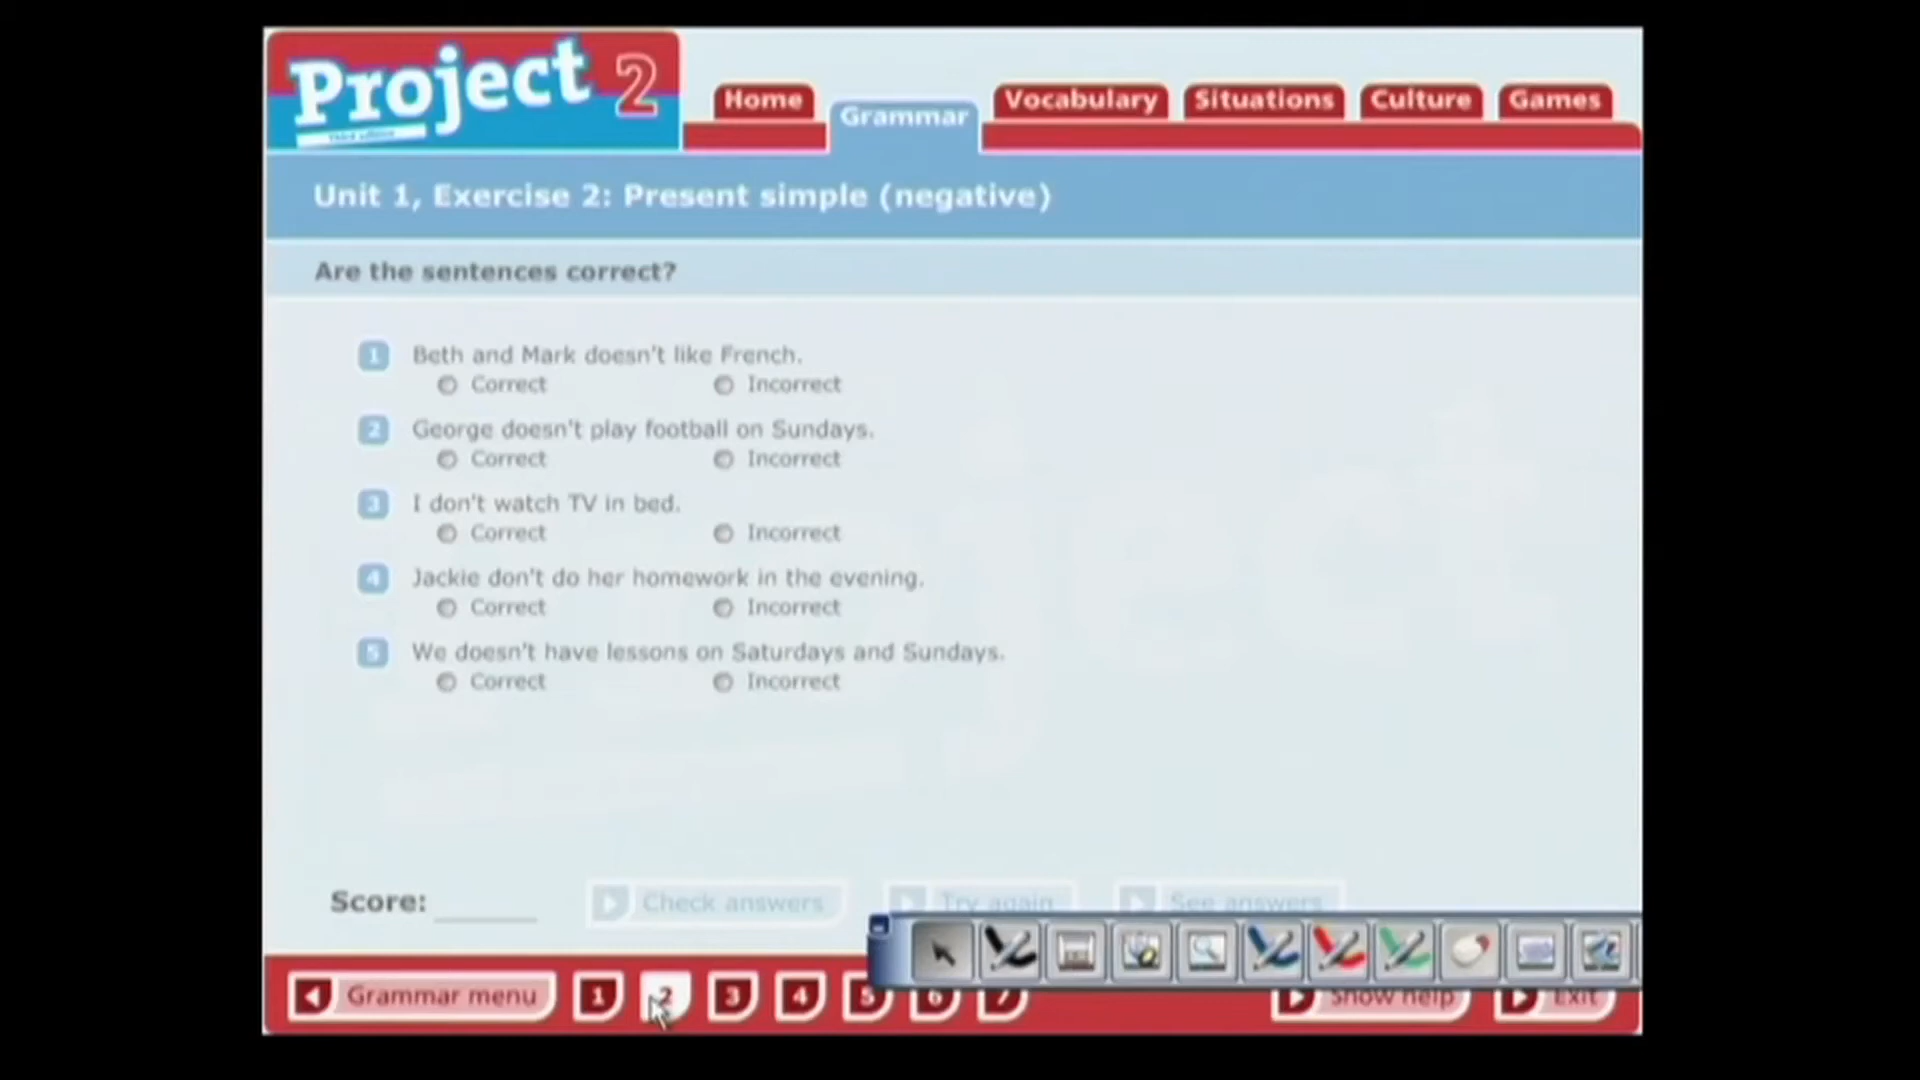 Project 2
third edition
Home
Grammar
Vocabulary
Situations
Culture
Games
Unit 1, Exercise 2: Present simple (negative)
Are the sentences correct?
1 Beth and Mark doesn't like French.
Correct Incorrect
2 George doesn't play football on Sundays.
Correct Incorrect
3 I don't watch TV in bed.
Correct Incorrect
4 Jackie don't do her homework in the evening.
Correct Incorrect
5 We doesn't have lessons on Saturdays and Sundays.
Correct Incorrect
Score: Check answers Try again See answers
Grammar menu 1 2 3 4 5 6 7 Show help Exit